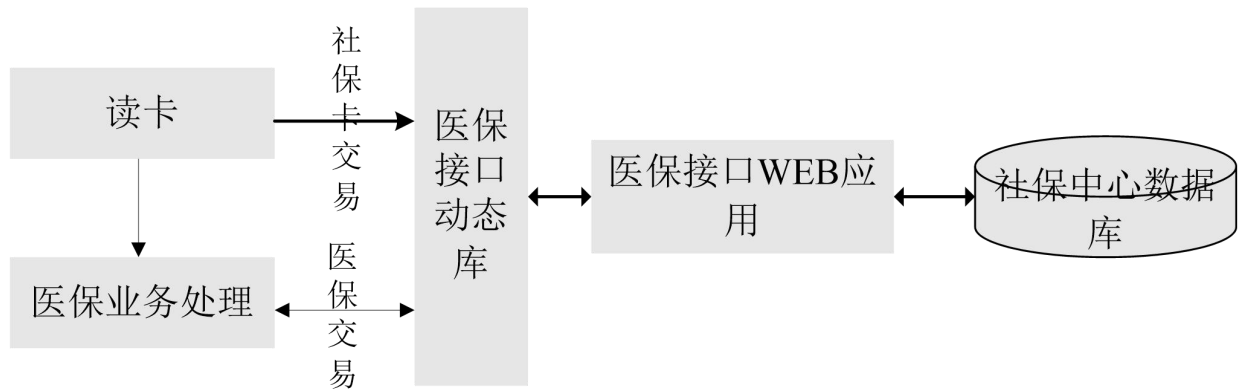 读卡
社保卡交易
医保业务处理
医保交易
医保
接口
动态
库
医保接口WEB应
用
社保中心数据
库